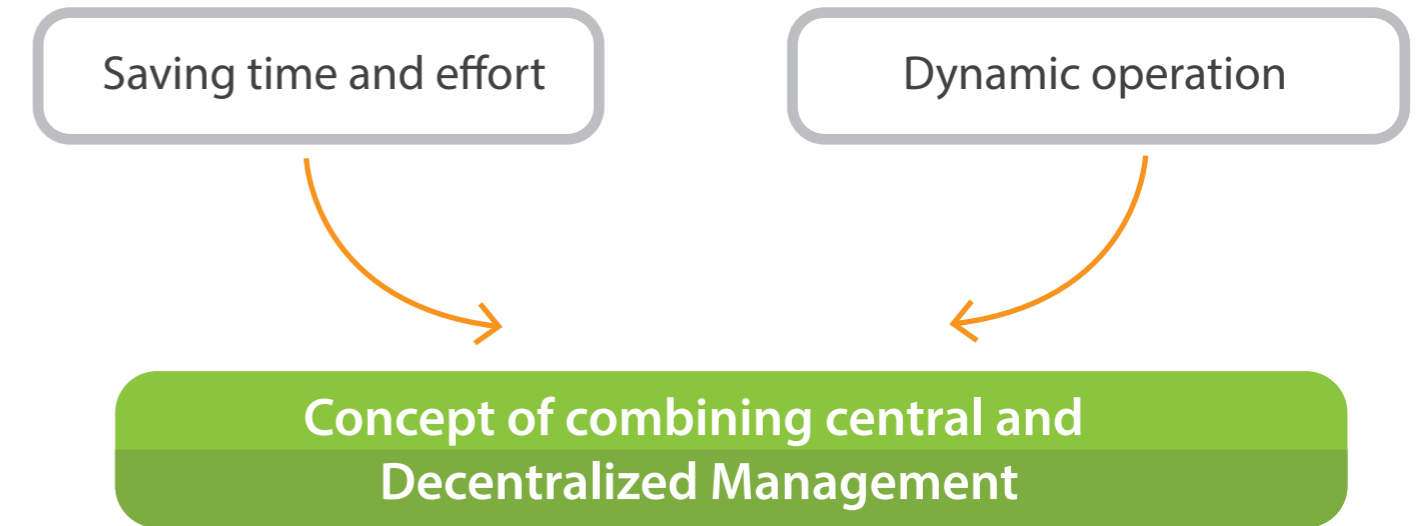 Saving time and effort
Dynamic operation
Concept of combining central and
Decentralized Management